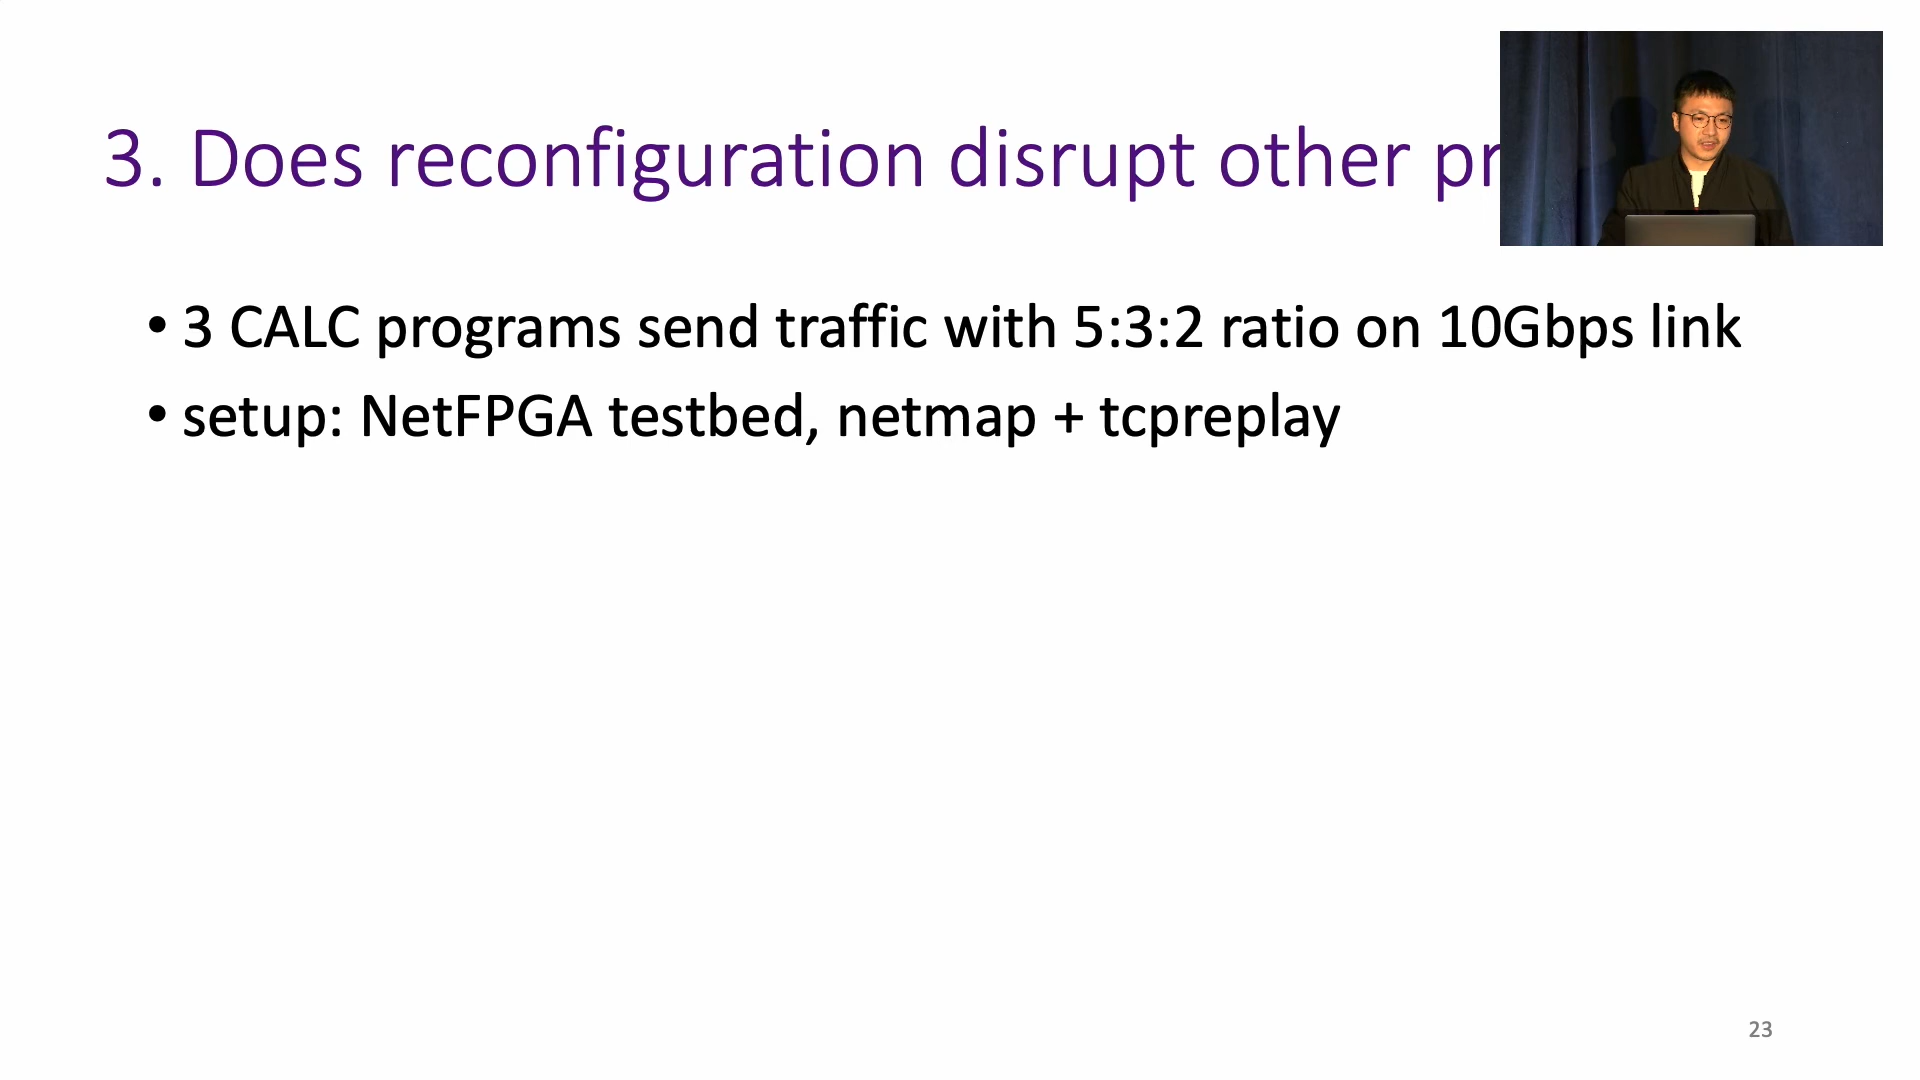 3. Does reconfiguration disrupt other
• 3 CALC programs send traffic with 5:3:2 ratio on 10Gbps link
• setup: NetFPGA testbed, netmap + tcpreplay
23